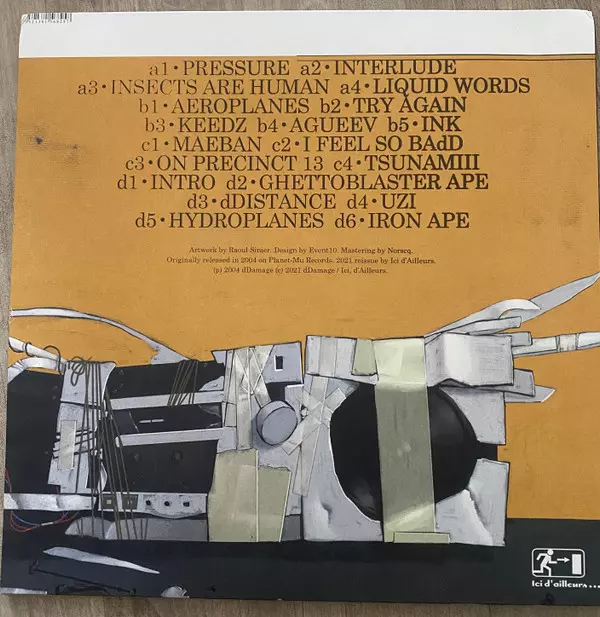 a1 • PRESSURE a2 • INTERLUDE
a3 • INSECTS ARE HUMAN a4 • LIQUID WORDS
b1 • AEROPLANES b2 • TRY AGAIN
b3 • KEEDZ b4 • AGUEEV b5 • INK
c1 • MAEBAN c2 • I FEEL SO BAdD
c3 • ON PRECINCT 13 c4 • TSUNAMIII
d1 • INTRO d2 • GHETTOBLASTER APE
d3 • dDISTANCE d4 • UZI
d5 • HYDROPLANES d6 • IRON APE
Artwork by Raoul Sinier. Design by Event10. Mastering by Norscq.
Originally released in 2004 on Planet-Mu Records. 2021 reissue by Ici d'Ailleurs.
(p) 2004 dDamage (c) 2021 dDamage / Ici, d'Ailleurs.
Ici d'ailleurs...